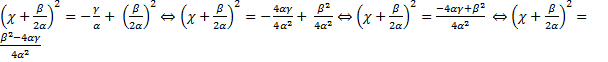 (χ + β/2α)² = −γ/α + (β/2α)² ⇔ (χ + β/2α)² = −4αγ/4α² + β²/4α² ⇔ (χ + β/2α)² = −4αγ+β²/4α² ⇔ (χ + β/2α)² =
β²−4αγ/4α²